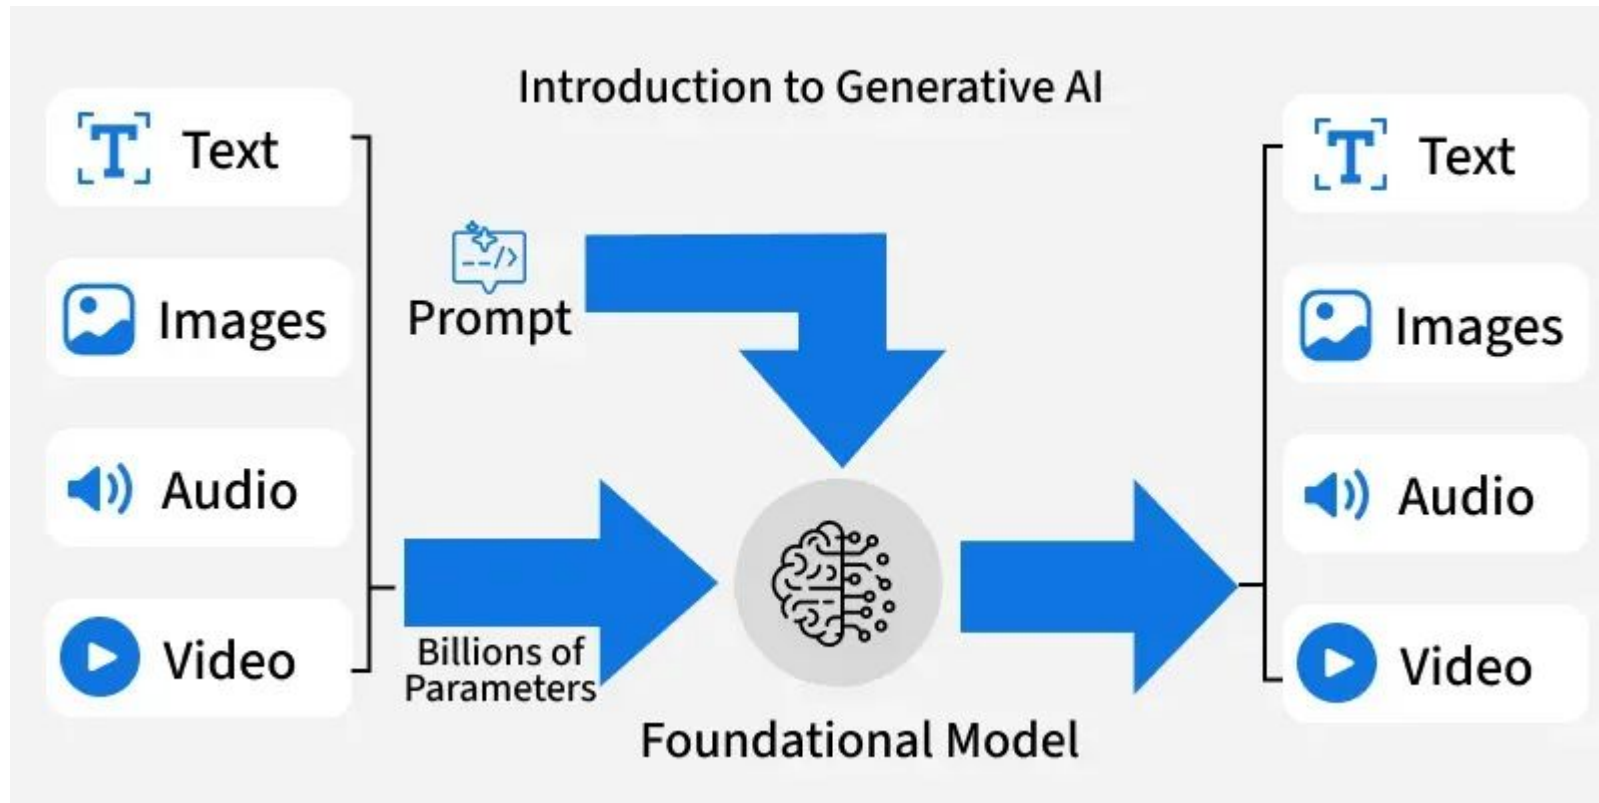 Introduction to Generative AI
Text
Images
Audio
Video
Prompt
--/>
Billions of
Parameters
Foundational Model
Text
Images
Audio
Video